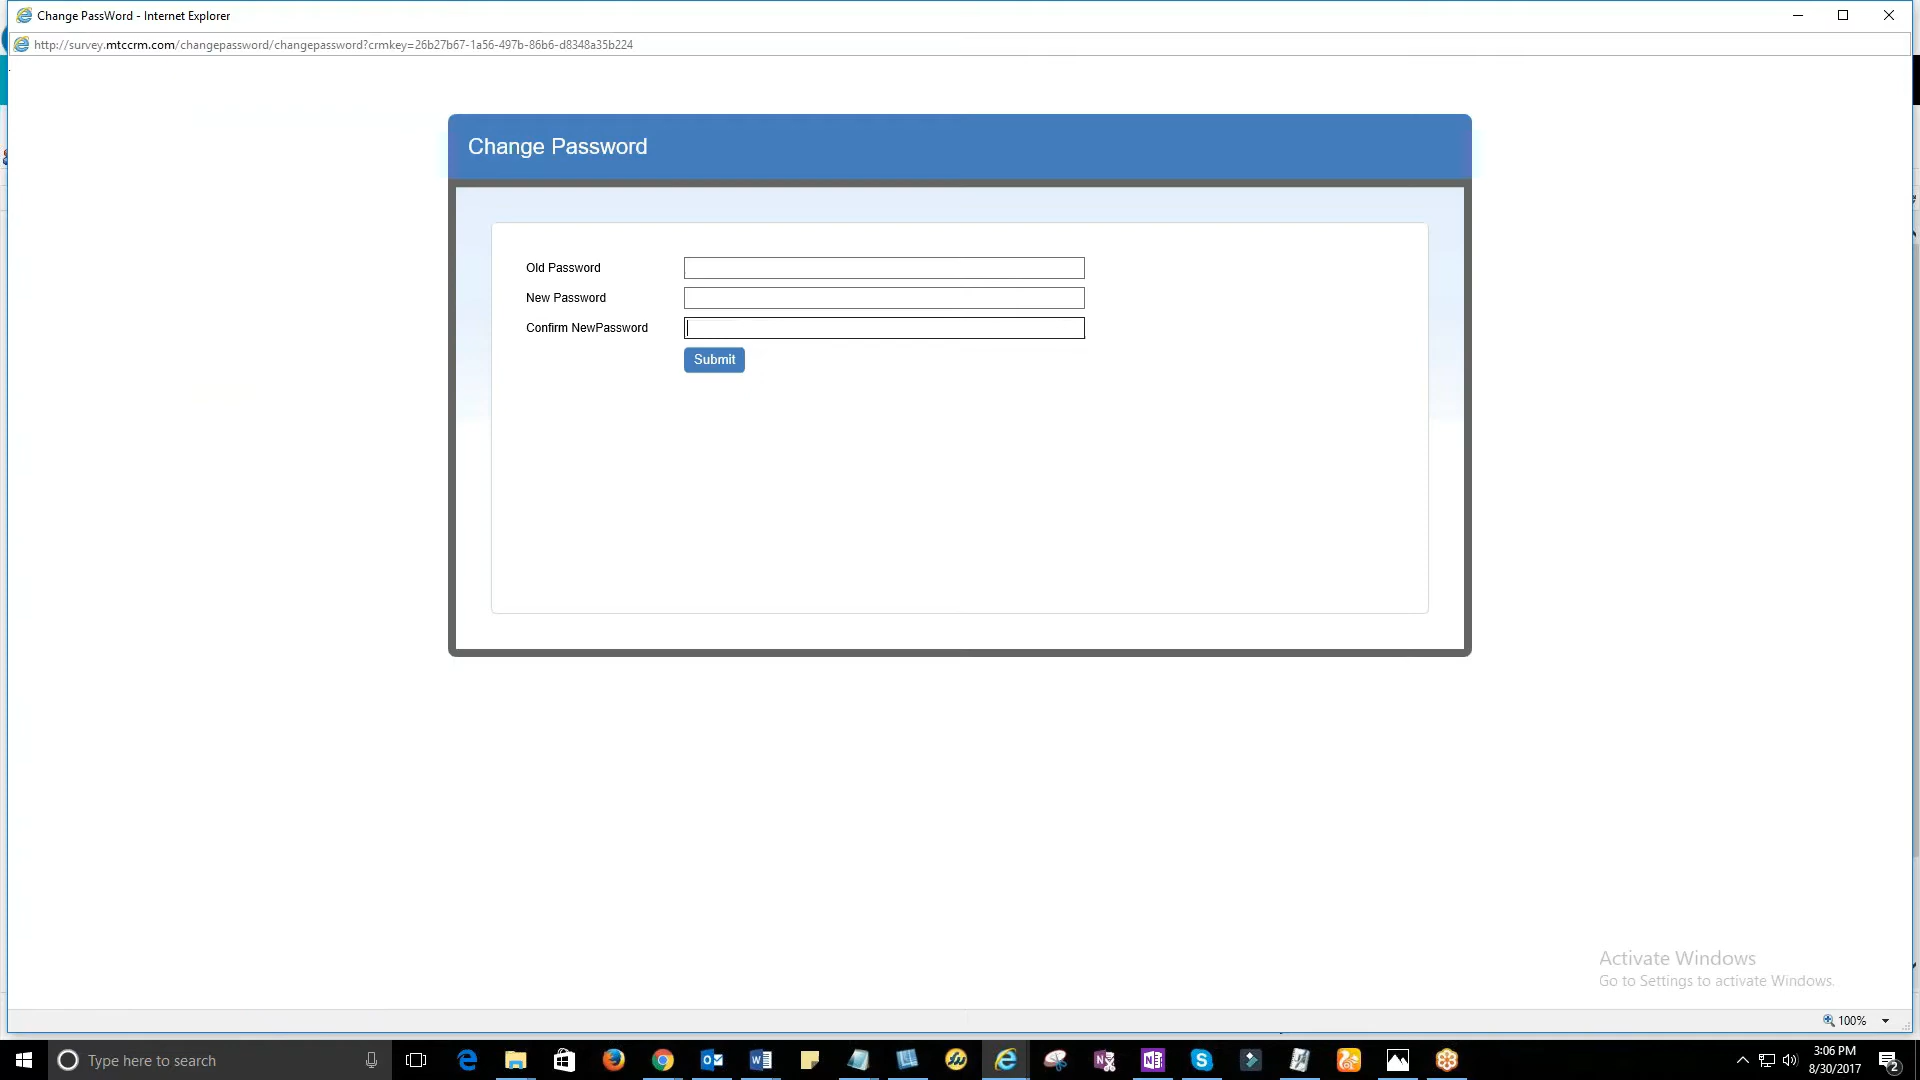 Change PassWord - Internet Explorer
http://survey.mtccrm.com/changepassword/changepassword?crmkey=26b27b67-1a56-497b-86b6-d8348a35b224
Change Password
Old Password
New Password
Confirm NewPassword
Submit
Activate Windows
Go to Settings to activate Windows.
100%
Type here to search
3:06 PM
8/30/2017
2